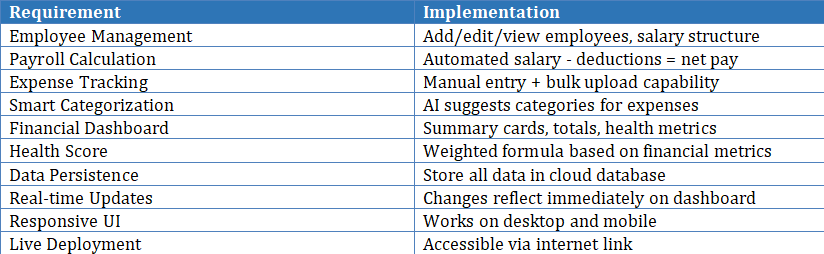 Requirement Implementation
Employee Management Add/edit/view employees, salary structure
Payroll Calculation Automated salary - deductions = net pay
Expense Tracking Manual entry + bulk upload capability
Smart Categorization AI suggests categories for expenses
Financial Dashboard Summary cards, totals, health metrics
Health Score Weighted formula based on financial metrics
Data Persistence Store all data in cloud database
Real-time Updates Changes reflect immediately on dashboard
Responsive UI Works on desktop and mobile
Live Deployment Accessible via internet link